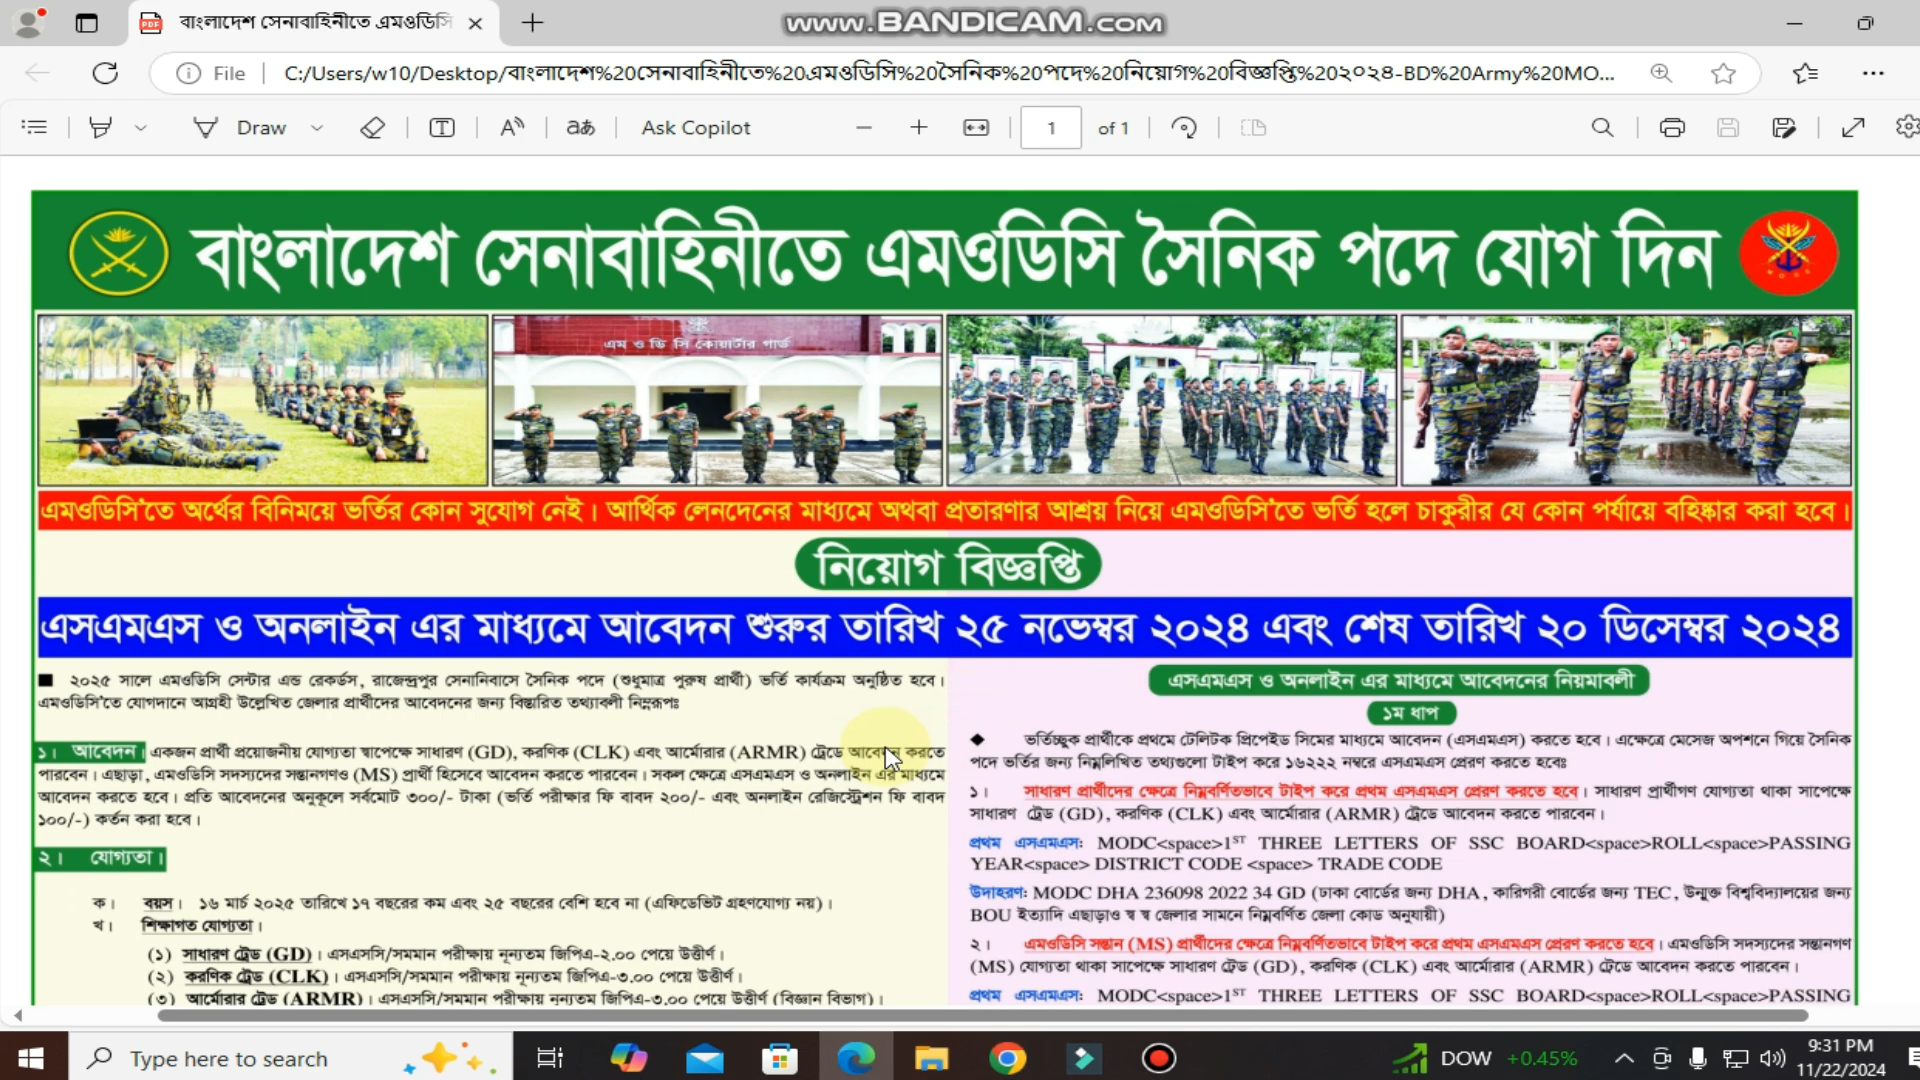 বাংলাদেশ সেনাবাহিনীতে এমওডিসি
www.BANDICAM.com
File
C:/Users/w10/Desktop/বাংলাদেশ%20সেনাবাহিনীতে%20এমওডিসি%20সৈনিক%20পদে%20নিয়োগ%20বিজ্ঞপ্তি%20২০২৪-BD%20Army%20MO...
Draw
Ask Copilot
1 of 1
বাংলাদেশ সেনাবাহিনীতে এমওডিসি সৈনিক পদে যোগ দিন
এম ও ডি সি কোয়ার্টার গার্ড
এমওডিসি'তে অর্থের বিনিময়ে ভর্তির কোন সুযোগ নেই। আর্থিক লেনদেনের মাধ্যমে অথবা প্রতারণার আশ্রয় নিয়ে এমওডিসি'তে ভর্তি হলে চাকুরীর যে কোন পর্যায়ে বহিষ্কার করা হবে।
নিয়োগ বিজ্ঞপ্তি
এসএমএস ও অনলাইন এর মাধ্যমে আবেদন শুরুর তারিখ ২৫ নভেম্বর ২০২৪ এবং শেষ তারিখ ২০ ডিসেম্বর ২০২৪
২০২৫ সালে এমওডিসি সেন্টার এন্ড রেকর্ডস, রাজেন্দ্রপুর সেনানিবাসে সৈনিক পদে (শুধুমাত্র পুরুষ প্রার্থী) ভর্তি কার্যক্রম অনুষ্ঠিত হবে।
এমওডিসি'তে যোগদানে আগ্রহী উল্লেখিত জেলার প্রার্থীদের আবেদনের জন্য বিস্তারিত তথ্যাবলী নিম্নরূপঃ
১। আবেদন। একজন প্রার্থী প্রয়োজনীয় যোগ্যতা স্বাপেক্ষে সাধারণ (GD), করণিক (CLK) এবং আর্মোরার (ARMR) ট্রেডে আবেদন করতে
পারবেন। এছাড়া, এমওডিসি সদস্যদের সন্তানগণও (MS) প্রার্থী হিসেবে আবেদন করতে পারবেন। সকল ক্ষেত্রে এসএমএস ও অনলাইন এর মাধ্যমে
আবেদন করতে হবে। প্রতি আবেদনের অনুকূলে সর্বমোট ৩০০/- টাকা (ভর্তি পরীক্ষার ফি বাবদ ২০০/- এবং অনলাইন রেজিস্ট্রেশন ফি বাবদ
১০০/-) কর্তন করা হবে।
২। যোগ্যতা।
ক। বয়স। ১৬ মার্চ ২০২৫ তারিখে ১৭ বছরের কম এবং ২৫ বছরের বেশি হবে না (এফিডেভিট গ্রহণযোগ্য নয়)।
খ। শিক্ষাগত যোগ্যতা।
(১) সাধারণ ট্রেড (GD)। এসএসসি/সমমান পরীক্ষায় নূন্যতম জিপিএ-২.০০ পেয়ে উত্তীর্ণ।
(২) করণিক ট্রেড (CLK)। এসএসসি/সমমান পরীক্ষায় নূন্যতম জিপিএ-৩.০০ পেয়ে উত্তীর্ণ।
(৩) আর্মোরার ট্রেড (ARMR)। এসএসসি/সমমান পরীক্ষায় নূন্যতম জিপিএ-৩.০০ পেয়ে উত্তীর্ণ (বিজ্ঞান বিভাগ)।
এসএমএস ও অনলাইন এর মাধ্যমে আবেদনের নিয়মাবলী
১ম ধাপ
ভর্তিচ্ছুক প্রার্থীকে প্রথমে টেলিটক প্রিপেইড সিমের মাধ্যমে আবেদন (এসএমএস) করতে হবে। এক্ষেত্রে মেসেজ অপশনে গিয়ে সৈনিক
পদে ভর্তির জন্য নিম্নলিখিত তথ্যগুলো টাইপ করে ১৬২২২ নম্বরে এসএমএস প্রেরণ করতে হবেঃ
১। সাধারণ প্রার্থীদের ক্ষেত্রে নিম্নবর্ণিতভাবে টাইপ করে প্রথম এসএমএস প্রেরণ করতে হবে। সাধারণ প্রার্থীগণ যোগ্যতা থাকা সাপেক্ষে
সাধারণ ট্রেড (GD), করণিক (CLK) এবং আর্মোরার (ARMR) ট্রেডে আবেদন করতে পারবেন।
প্রথম এসএমএস: MODC<space>1ST THREE LETTERS OF SSC BOARD<space>ROLL<space>PASSING
YEAR<space> DISTRICT CODE <space> TRADE CODE
উদাহরণ: MODC DHA 236098 2022 34 GD (ঢাকা বোর্ডের জন্য DHA, কারিগরী বোর্ডের জন্য TEC, উন্মুক্ত বিশ্ববিদ্যালয়ের জন্য
BOU ইত্যাদি এছাড়াও স্ব স্ব জেলার সামনে নিম্নবর্ণিত জেলা কোড অনুযায়ী)
২। এমওডিসি সন্তান (MS) প্রার্থীদের ক্ষেত্রে নিম্নবর্ণিতভাবে টাইপ করে প্রথম এসএমএস প্রেরণ করতে হবে। এমওডিসি সদস্যদের সন্তানগণ
(MS) যোগ্যতা থাকা সাপেক্ষে সাধারণ ট্রেড (GD), করণিক (CLK) এবং আর্মোরার (ARMR) ট্রেডে আবেদন করতে পারবেন।
প্রথম এসএমএস: MODC<space>1ST THREE LETTERS OF SSC BOARD<space>ROLL<space>PASSING
Type here to search
DOW +0.45%
9:31 PM
11/22/2024